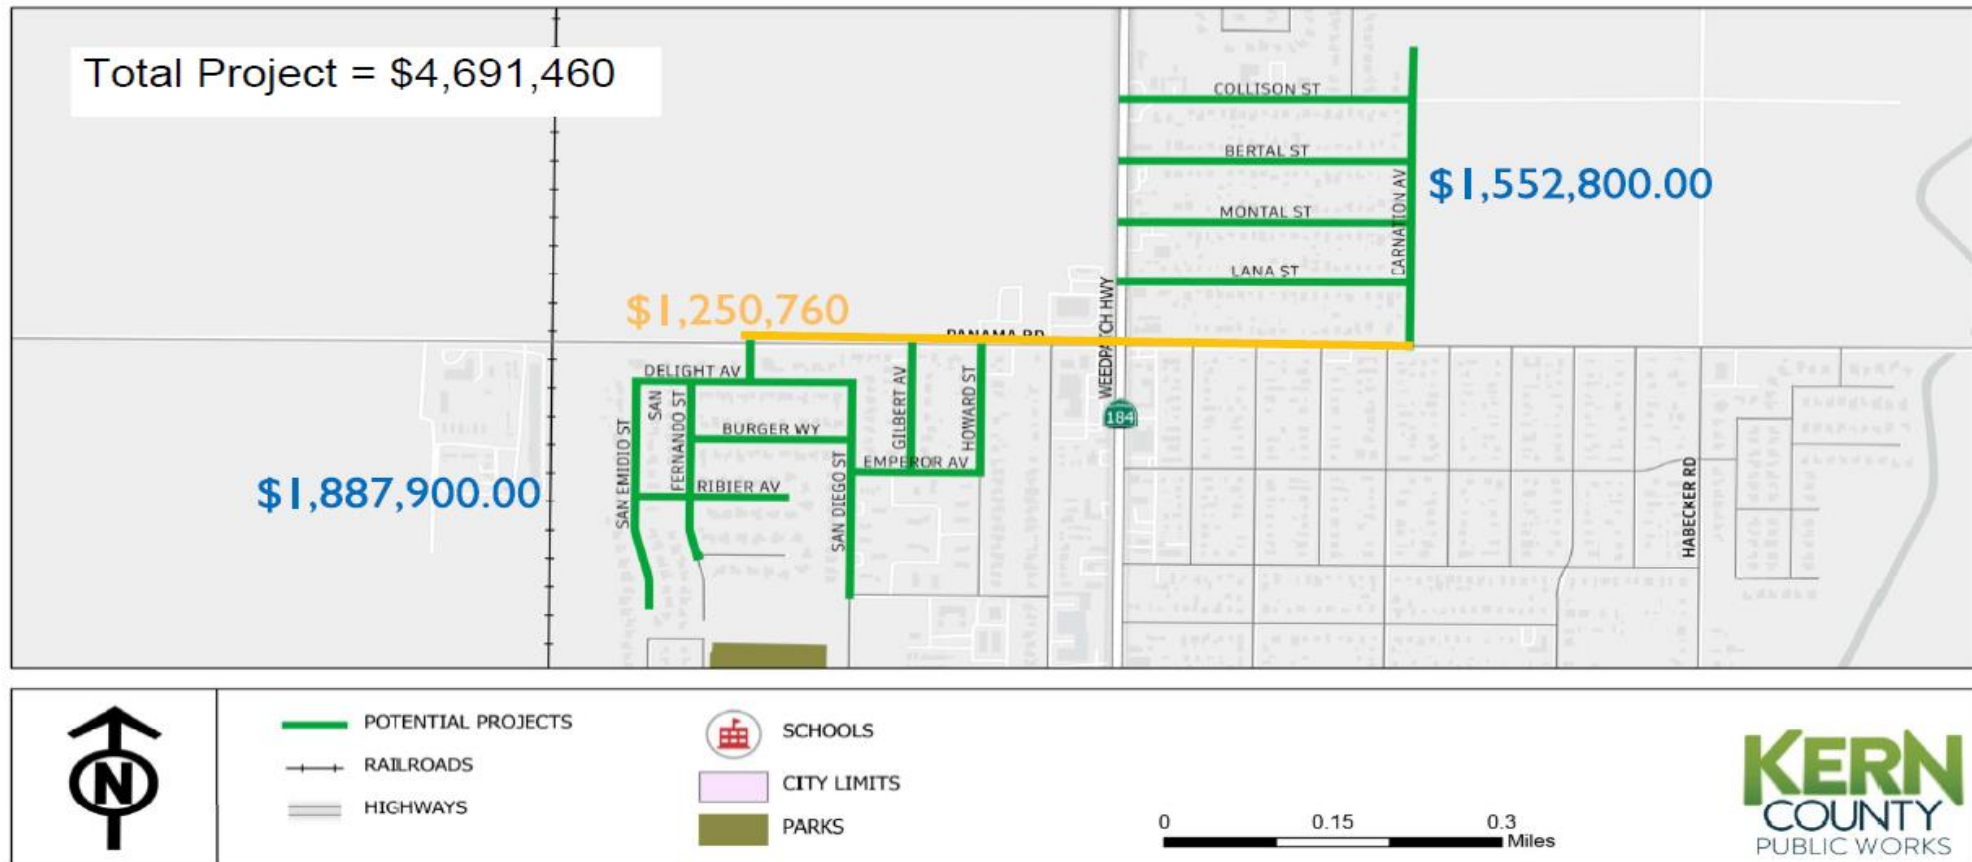 Total Project = $4,691,460
COLLISON ST
BERTAL ST
$1,552,800.00
CARNATION AV
MONTAL ST
LANA ST
$1,250,760
PANAMA RD
WEEDPATCH HWY
184
DELIGHT AV
SAN
FERNANDO ST
GILBERT AV
HOWARD ST
BURGER WY
SAN EMIDIO ST
EMPEROR AV
SAN DIEGO ST
RIBIER AV
$1,887,900.00
HABECKER RD
N
POTENTIAL PROJECTS
RAILROADS
HIGHWAYS
SCHOOLS
CITY LIMITS
PARKS
0 0.15 0.3
Miles
KERN
COUNTY
PUBLIC WORKS